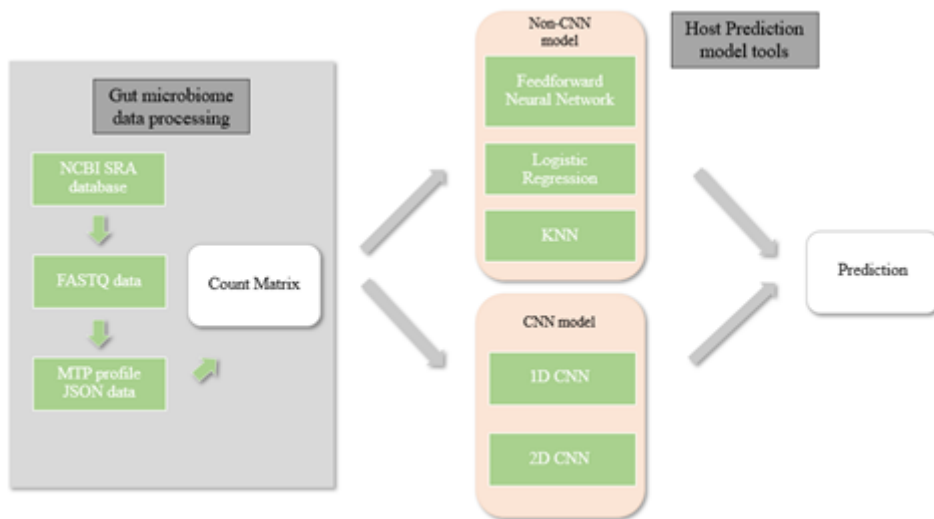 Gut microbiome
data processing
NCBI SRA
database
FASTQ data
MTP profile
JSON data
Count Matrix
Non-CNN
model
Feedforward
Neural Network
Logistic
Regression
KNN
CNN model
1D CNN
2D CNN
Host Prediction
model tools
Prediction